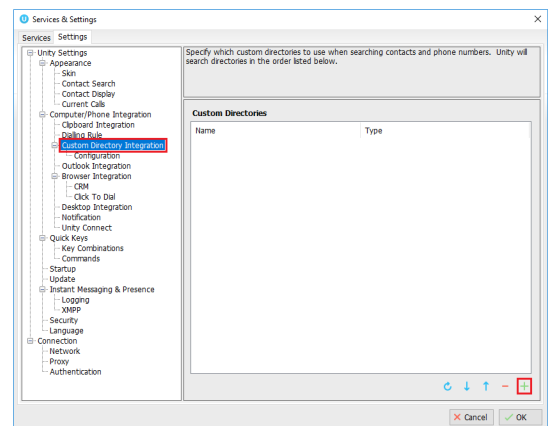 Services & Settings
Services Settings
Unity Settings
Appearance
Skin
Contact Search
Contact Display
Current Calls
Computer/Phone Integration
Clipboard Integration
Dialing Rule
Custom Directory Integration
Configuration
Outlook Integration
Browser Integration
CRM
Click To Dial
Desktop Integration
Notification
Unity Connect
Quick Keys
Key Combinations
Commands
Startup
Update
Instant Messaging & Presence
Logging
XMPP
Security
Language
Connection
Network
Proxy
Authentication
Specify which custom directories to use when searching contacts and phone numbers. Unity will
search directories in the order listed below.
Custom Directories
Name Type
Cancel OK